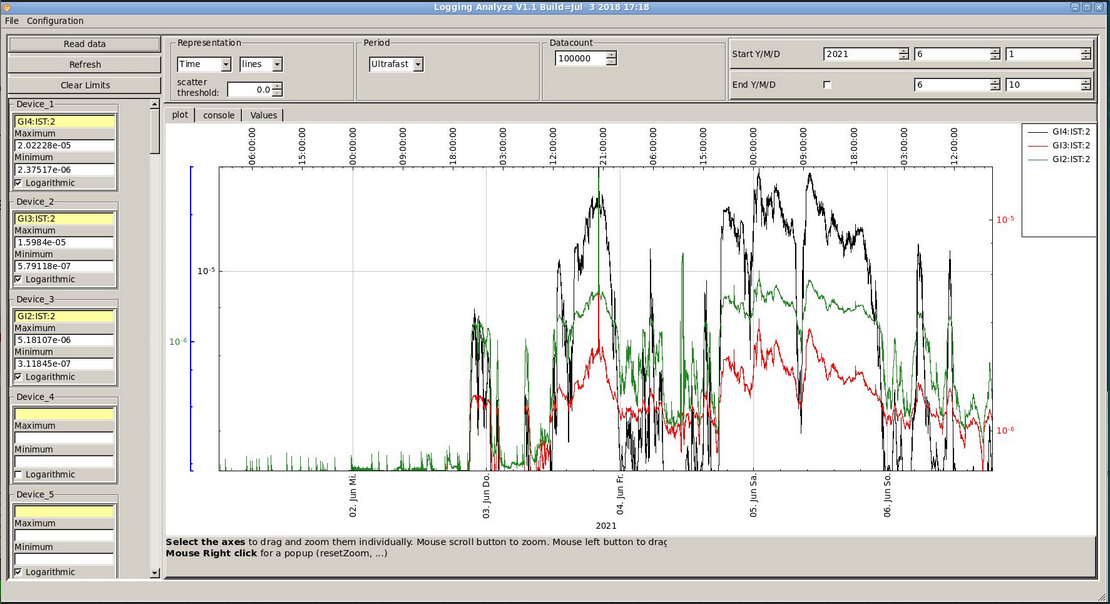 Logging Analyze V1.1 Build=Jul 3 2018 17:18
File Configuration
Read data
Refresh
Clear Limits
Representation
Time lines
scatter
threshold: 0.0
Period
Ultrafast
Datacount
100000
Start Y/M/D 2021 6 1
End Y/M/D 6 10
Device_1
GI4:IST:2
Maximum
2.02228e-05
Minimum
2.37517e-06
Logarithmic
Device_2
GI3:IST:2
Maximum
1.5984e-05
Minimum
5.79118e-07
Logarithmic
Device_3
GI2:IST:2
Maximum
5.18107e-06
Minimum
3.11845e-07
Logarithmic
Device_4
Maximum
Minimum
Logarithmic
Device_5
Maximum
Minimum
Logarithmic
plot console Values
06:00:00 15:00:00 00:00:00 09:00:00 18:00:00 03:00:00 12:00:00 21:00:00 06:00:00 15:00:00 00:00:00 09:00:00 18:00:00 03:00:00 12:00:00
GI4:IST:2
GI3:IST:2
GI2:IST:2
10-5
10-6
10-5
10-6
02. Jun Mi. 03. Jun Do. 04. Jun Fr. 05. Jun Sa. 06. Jun So.
2021
Select the axes to drag and zoom them individually. Mouse scroll button to zoom. Mouse left button to drag
Mouse Right click for a popup (resetZoom, ...)